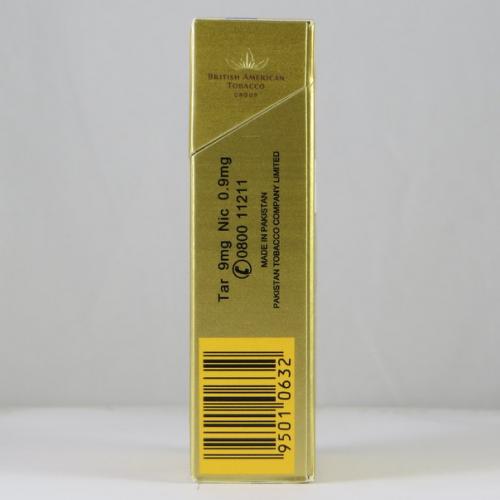 BRITISH AMERICAN
TOBACCO
GROUP
Tar 9mg Nic 0.9mg
0800 11211
MADE IN PAKISTAN
PAKISTAN TOBACCO COMPANY LIMITED
9501 0632